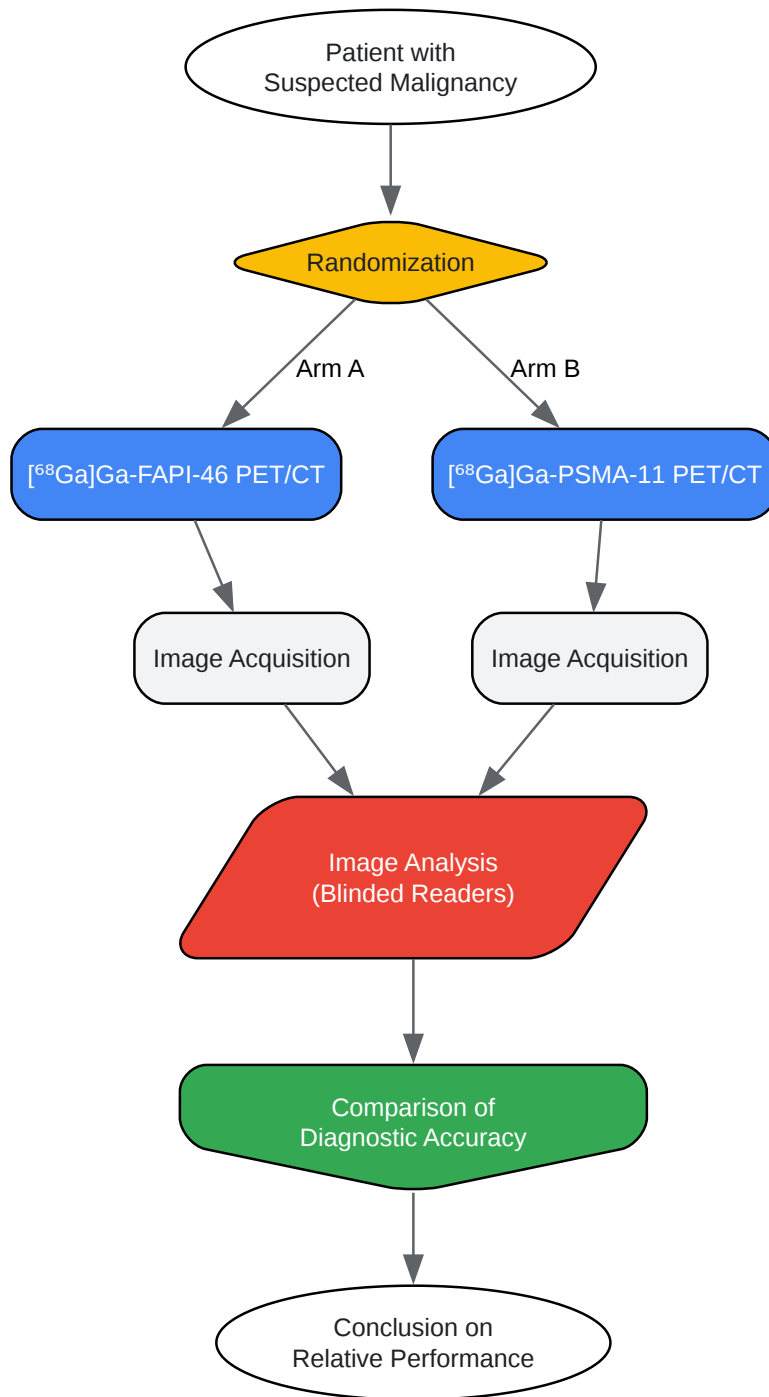 Patient with
Suspected Malignancy
Randomization
Arm A
Arm B
[⁶⁸Ga]Ga-FAPI-46 PET/CT
[⁶⁸Ga]Ga-PSMA-11 PET/CT
Image Acquisition
Image Acquisition
Image Analysis
(Blinded Readers)
Comparison of
Diagnostic Accuracy
Conclusion on
Relative Performance